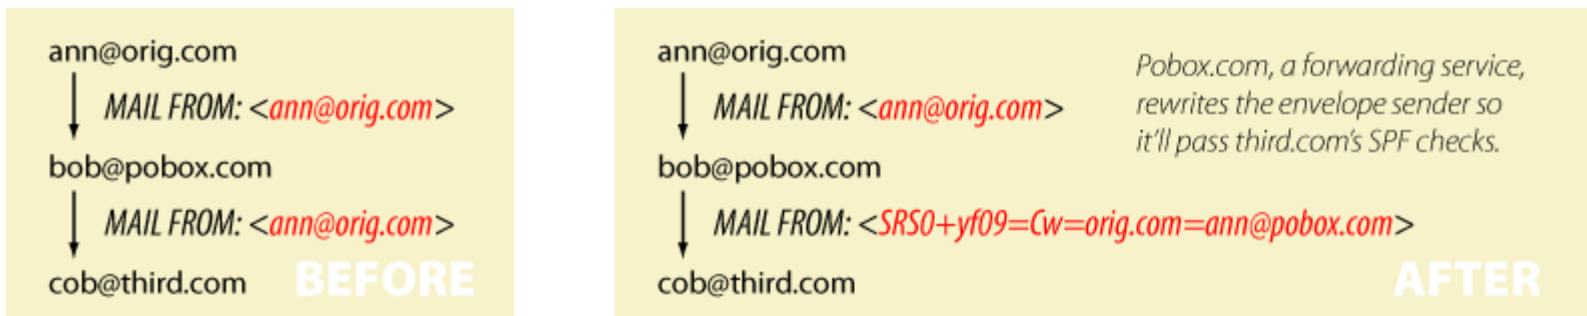 ann@orig.com
MAIL FROM: <ann@orig.com>
bob@pobox.com
MAIL FROM: <ann@orig.com>
cob@third.com
BEFORE
ann@orig.com
MAIL FROM: <ann@orig.com>
bob@pobox.com
MAIL FROM: <SRS0+yf09=Cw=orig.com=ann@pobox.com>
cob@third.com
Pobox.com, a forwarding service,
rewrites the envelope sender so
it'll pass third.com's SPF checks.
AFTER